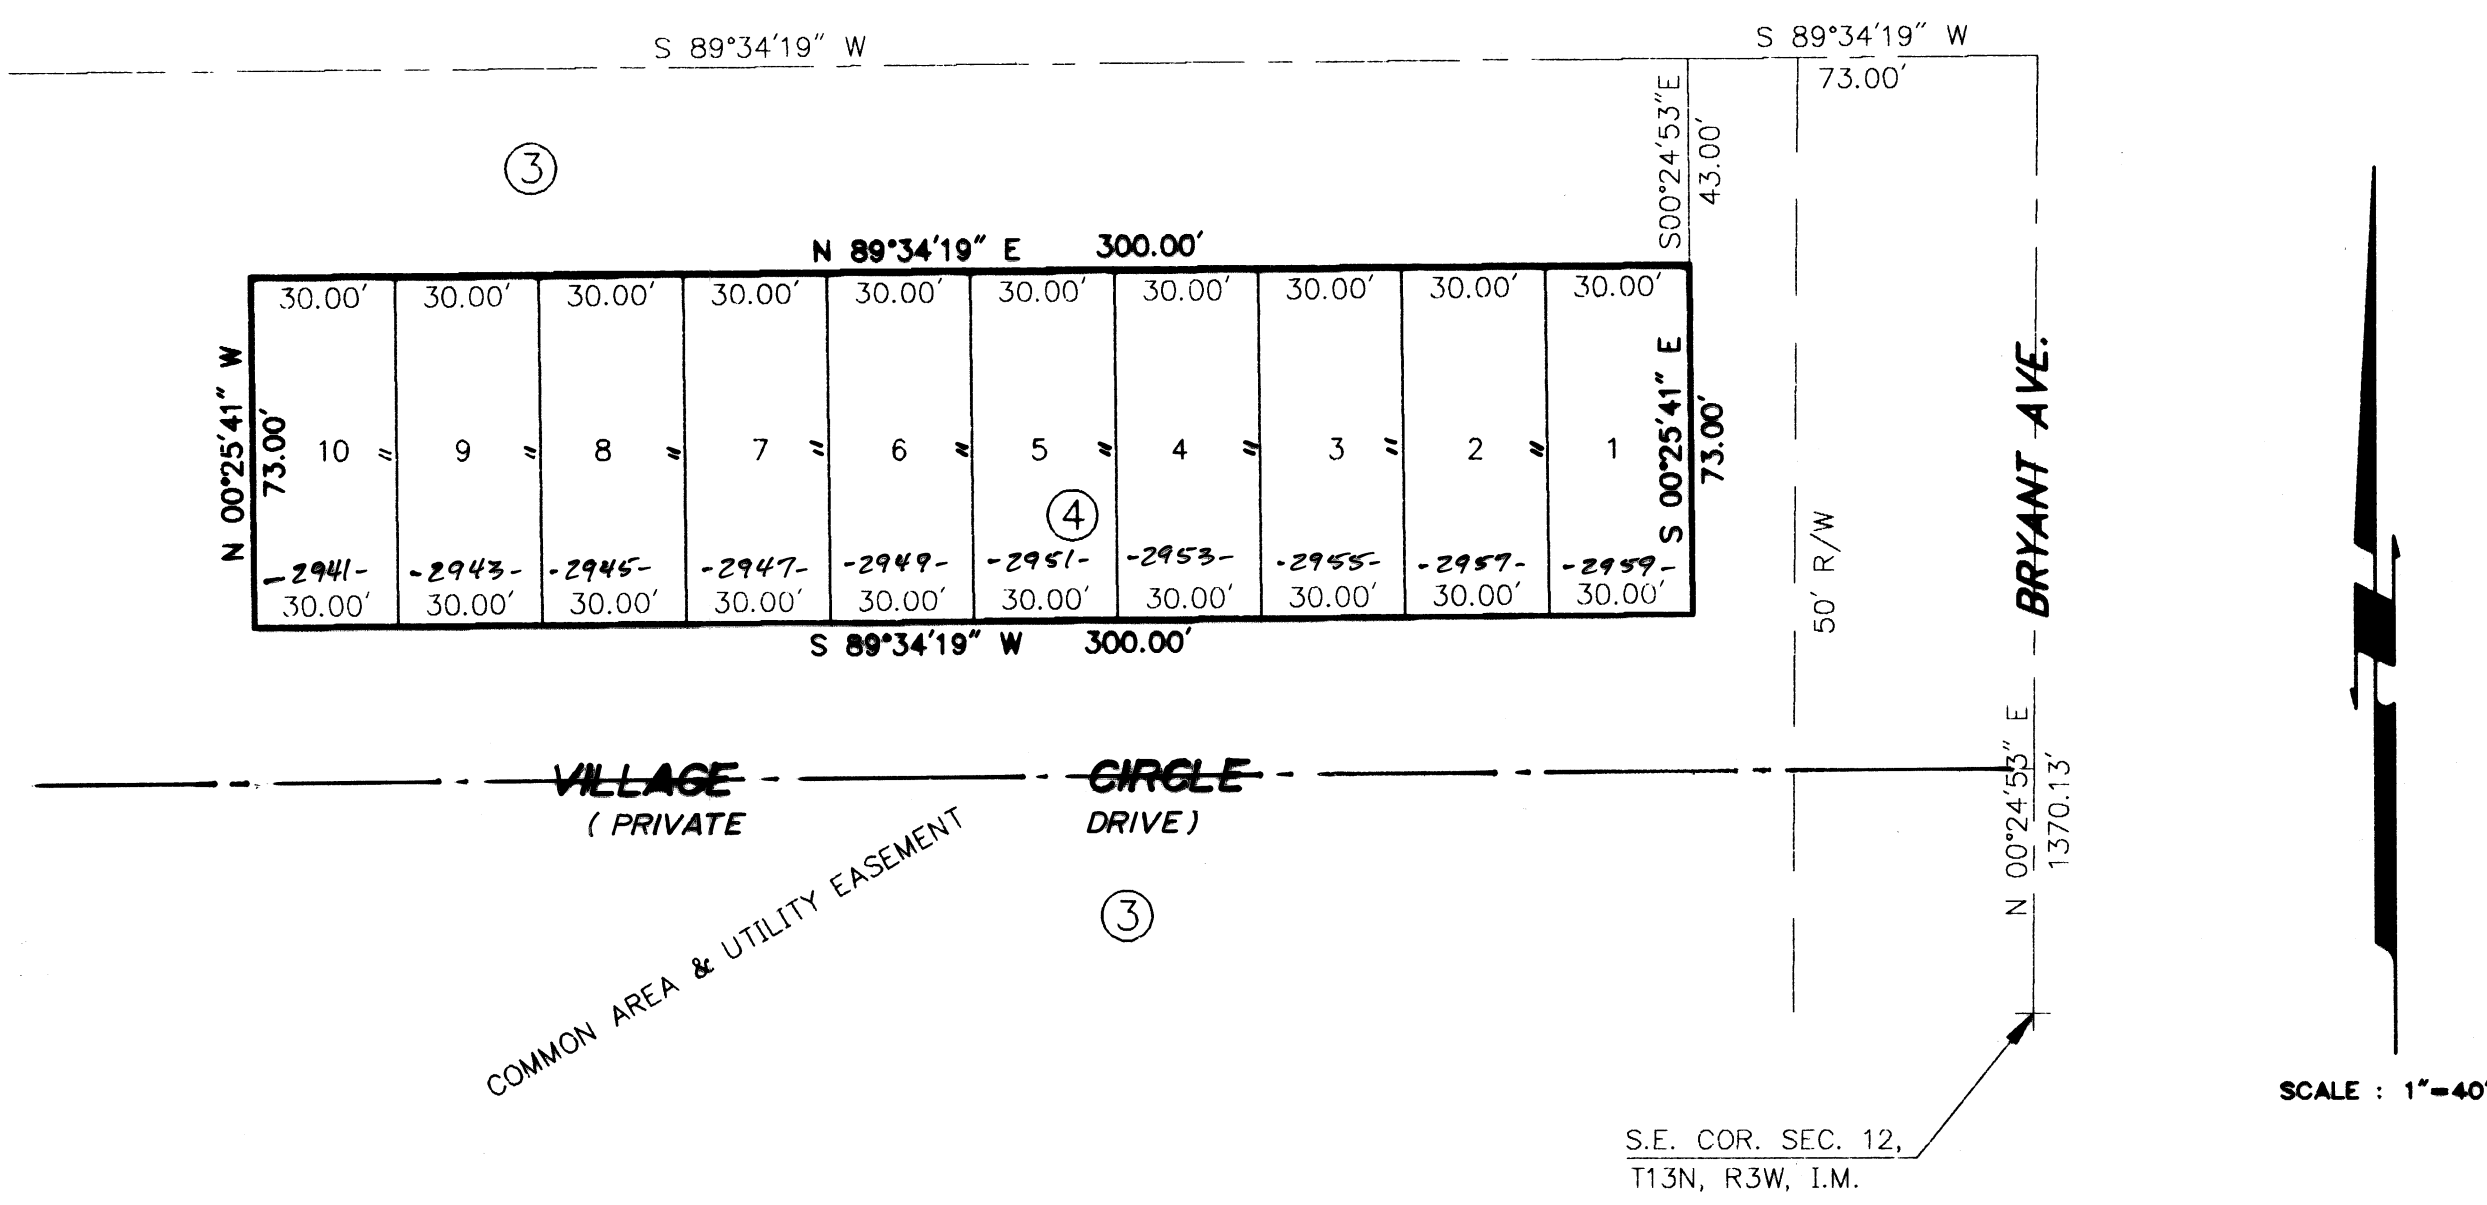 S 89°34'19" W
S 89°34'19" W
73.00'
S00°24'53"E
43.00'
3
N 89°34'19" E 300.00'
30.00' 30.00' 30.00' 30.00' 30.00' 30.00' 30.00' 30.00' 30.00' 30.00'
N 00°25'41" W
73.00'
10 = 9 = 8 = 7 = 6 = 5 = 4 = 3 = 2 = 1
S 00°25'41" E
73.00'
4
-2941- -2943- -2945- -2947- -2949- -2951- -2953- -2955- -2957- -2959-
30.00' 30.00' 30.00' 30.00' 30.00' 30.00' 30.00' 30.00' 30.00' 30.00'
S 89°34'19" W 300.00'
50' R/W
BRYANT AVE.
VILLAGE CIRCLE
( PRIVATE DRIVE )
N 00°24'53" E
1370.13'
COMMON AREA & UTILITY EASEMENT
3
SCALE : 1"=40'
S.E. COR. SEC. 12,
T13N, R3W, I.M.